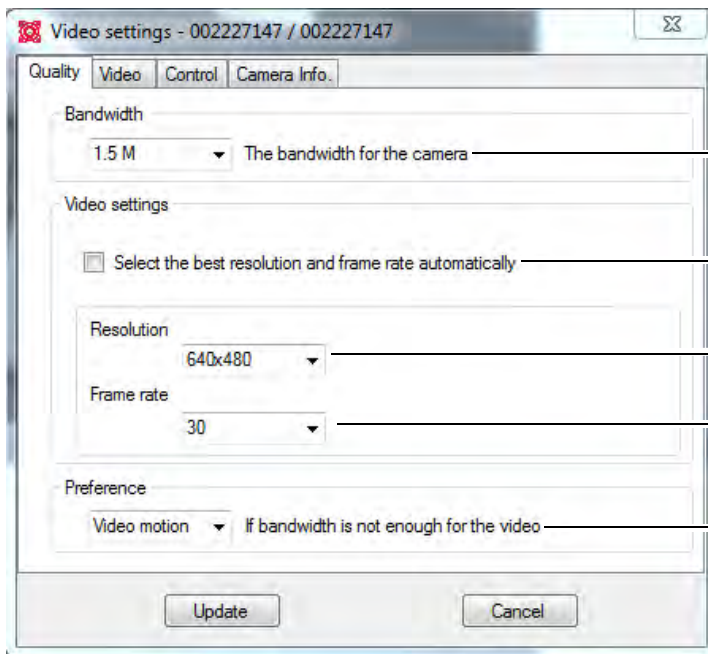 Video settings - 002227147 / 002227147
Quality Video Control Camera Info.
Bandwidth
1.5 M The bandwidth for the camera
Video settings
Select the best resolution and frame rate automatically
Resolution
640x480
Frame rate
30
Preference
Video motion If bandwidth is not enough for the video
Update Cancel